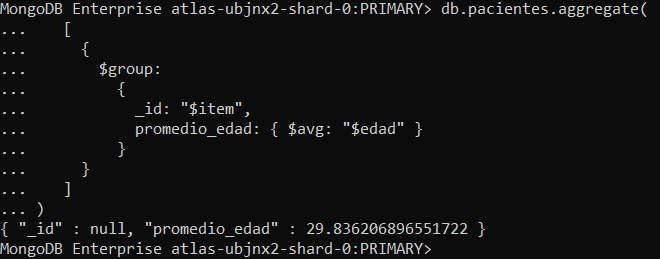 MongoDB Enterprise atlas-ubjnx2-shard-0:PRIMARY> db.pacientes.aggregate(
...    [
...      {
...        $group:
...          {
...            _id: "$item",
...            promedio_edad: { $avg: "$edad" }
...          }
...      }
...    ]
... )
{ "_id" : null, "promedio_edad" : 29.836206896551722 }
MongoDB Enterprise atlas-ubjnx2-shard-0:PRIMARY>